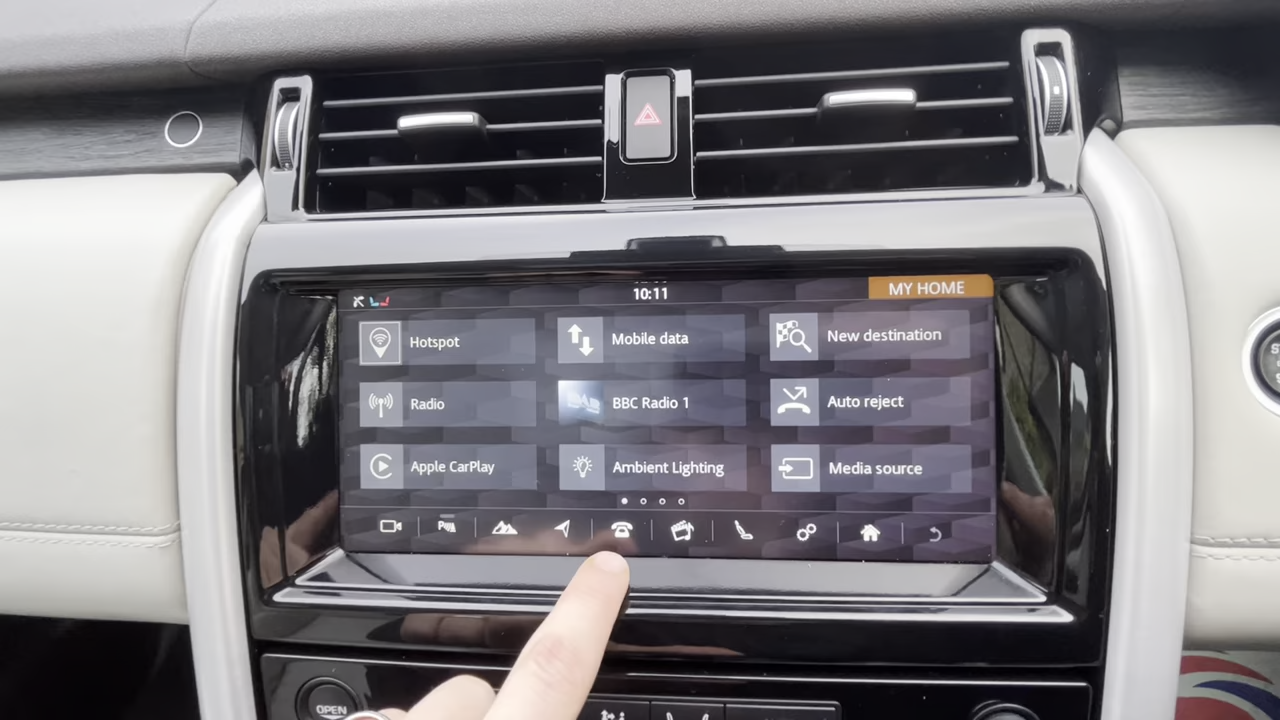 10:11
MY HOME
Hotspot
Mobile data
New destination
Radio
DAB
BBC Radio 1
Auto reject
Apple CarPlay
Ambient Lighting
Media source
OPEN